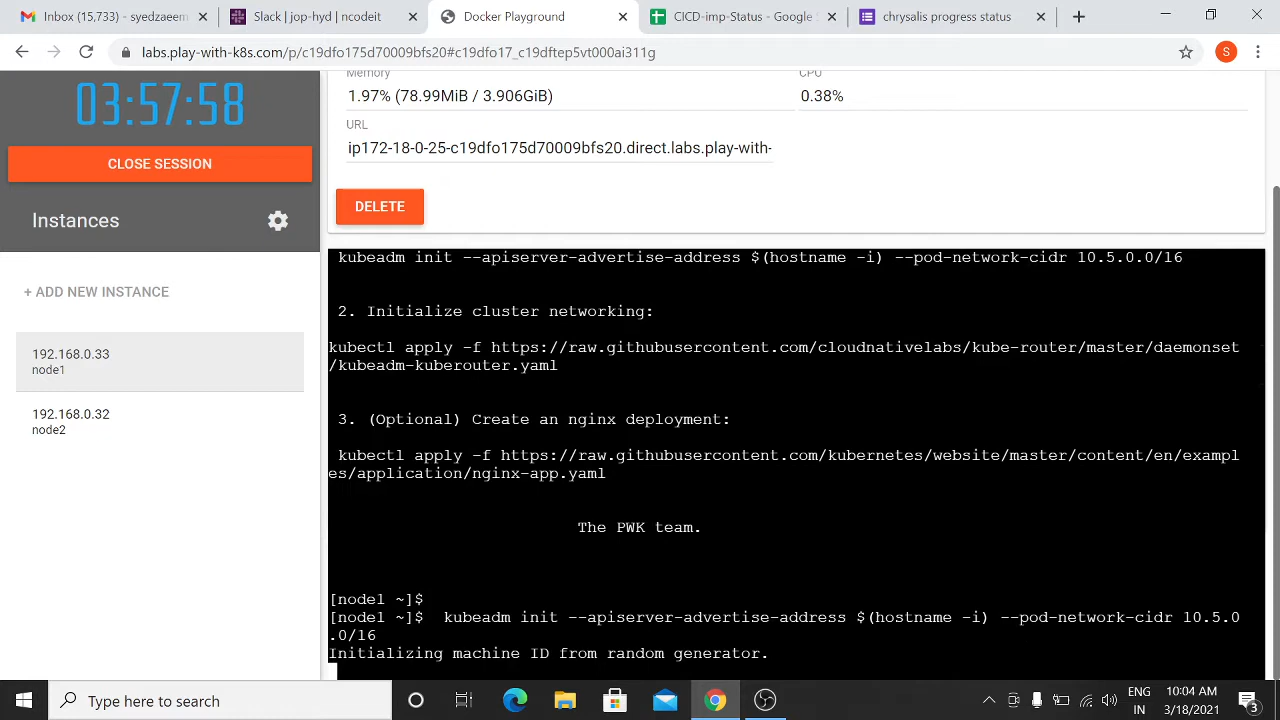 Inbox (15,733) - syedreem
Slack | jop-hyd | ncodeit
Docker Playground
CICD-imp-Status - Google S
chrysalis progress status
labs.play-with-k8s.com/p/c19dfo175d70009bfs20#c19dfo17_c19dftep5vt000ai311g
S
03:57:58
CLOSE SESSION
Instances
+ ADD NEW INSTANCE
192.168.0.33
node1
192.168.0.32
node2
Memory
CPU
1.97% (78.99MiB / 3.906GiB)
0.38%
URL
ip172-18-0-25-c19dfo175d70009bfs20.direct.labs.play-with-
DELETE
kubeadm init --apiserver-advertise-address $(hostname -i) --pod-network-cidr 10.5.0.0/16
2. Initialize cluster networking:
kubectl apply -f https://raw.githubusercontent.com/cloudnativelabs/kube-router/master/daemonset
/kubeadm-kuberouter.yaml
3. (Optional) Create an nginx deployment:
kubectl apply -f https://raw.githubusercontent.com/kubernetes/website/master/content/en/exampl
es/application/nginx-app.yaml
The PWK team.
[node1 ~]$
[node1 ~]$ kubeadm init --apiserver-advertise-address $(hostname -i) --pod-network-cidr 10.5.0
.0/16
Initializing machine ID from random generator.
Type here to search
ENG
IN
10:04 AM
3/18/2021
3